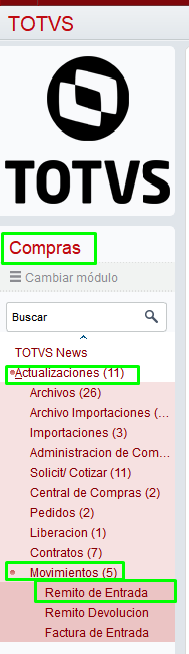 TOTVS
TOTVS
Compras
Cambiar módulo
Buscar
TOTVS News
Actualizaciones (11)
Archivos (26)
Archivo Importaciones (...
Importaciones (3)
Administracion de Com...
Solicit/ Cotizar (11)
Central de Compras (2)
Pedidos (2)
Liberacion (1)
Contratos (7)
Movimientos (5)
Remito de Entrada
Remito Devolucion
Factura de Entrada